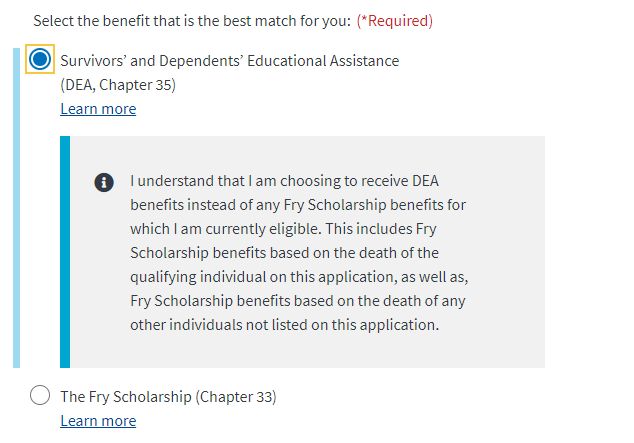 Select the benefit that is the best match for you: (*Required)
Survivors’ and Dependents’ Educational Assistance
(DEA, Chapter 35)
Learn more
I understand that I am choosing to receive DEA
benefits instead of any Fry Scholarship benefits for
which I am currently eligible. This includes Fry
Scholarship benefits based on the death of the
qualifying individual on this application, as well as,
Fry Scholarship benefits based on the death of any
other individuals not listed on this application.
The Fry Scholarship (Chapter 33)
Learn more